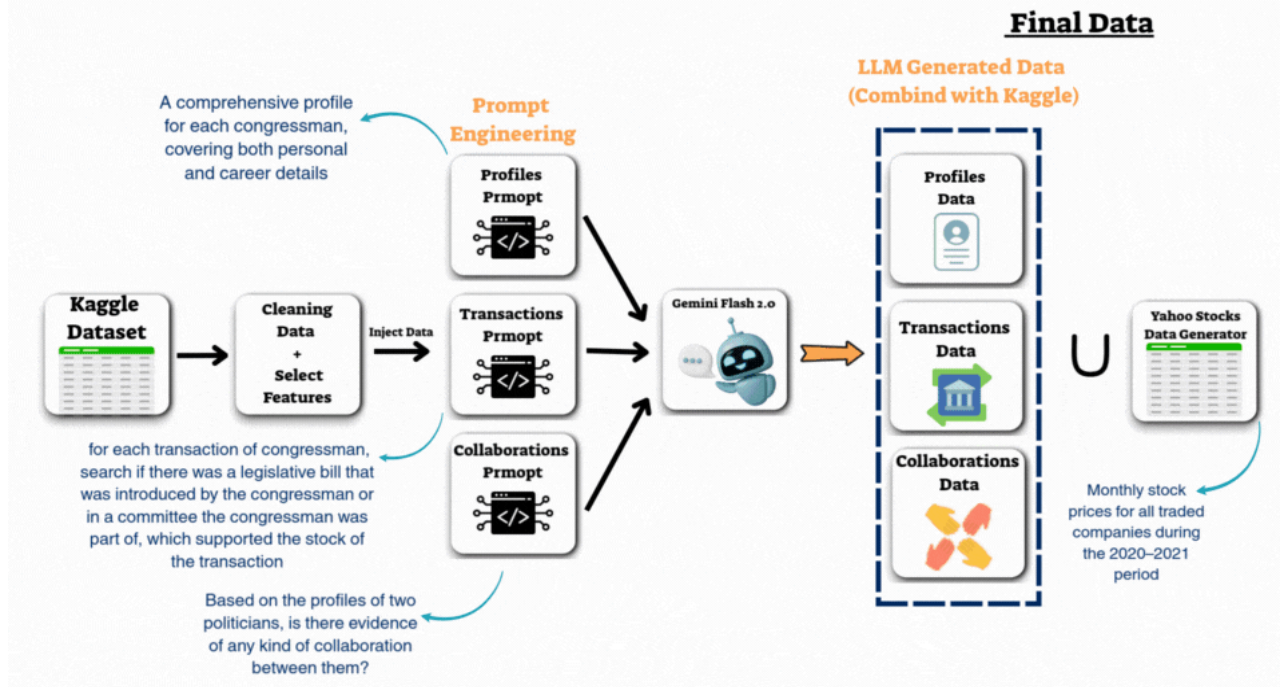 Final Data
LLM Generated Data
(Combind with Kaggle)
A comprehensive profile
for each congressman,
covering both personal
and career details
Prompt
Engineering
Profiles
Prmopt
Profiles
Data
Kaggle
Dataset
Cleaning
Data
+
Select
Features
Inject Data
Transactions
Prmopt
Gemini Flash 2.0
Transactions
Data
∪
Yahoo Stocks
Data Generator
for each transaction of congressman,
search if there was a legislative bill that
was introduced by the congressman or
in a committee the congressman was
part of, which supported the stock of
the transaction
Collaborations
Prmopt
Collaborations
Data
Monthly stock
prices for all traded
companies during
the 2020–2021
period
Based on the profiles of two
politicians, is there evidence
of any kind of collaboration
between them?